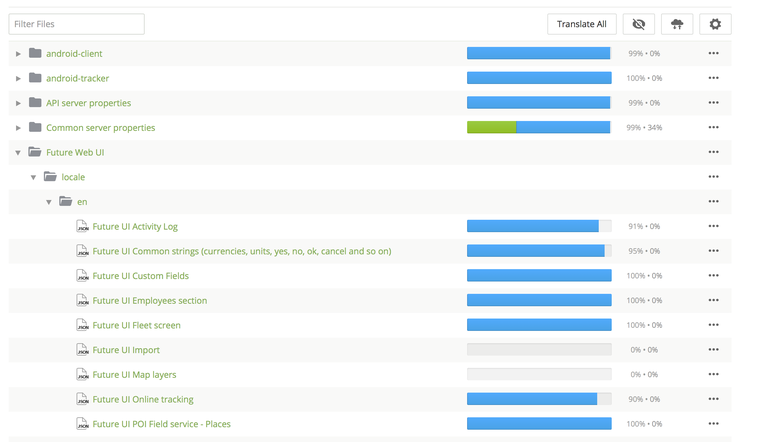 Filter Files
Translate All
android-client 99% • 0%
android-tracker 100% • 0%
API server properties 99% • 0%
Common server properties 99% • 34%
Future Web UI
locale
en
JSON Future UI Activity Log 91% • 0%
JSON Future UI Common strings (currencies, units, yes, no, ok, cancel and so on) 95% • 0%
JSON Future UI Custom Fields 100% • 0%
JSON Future UI Employees section 100% • 0%
JSON Future UI Fleet screen 100% • 0%
JSON Future UI Import 0% • 0%
JSON Future UI Map layers 0% • 0%
JSON Future UI Online tracking 90% • 0%
JSON Future UI POI Field service - Places 100% • 0%